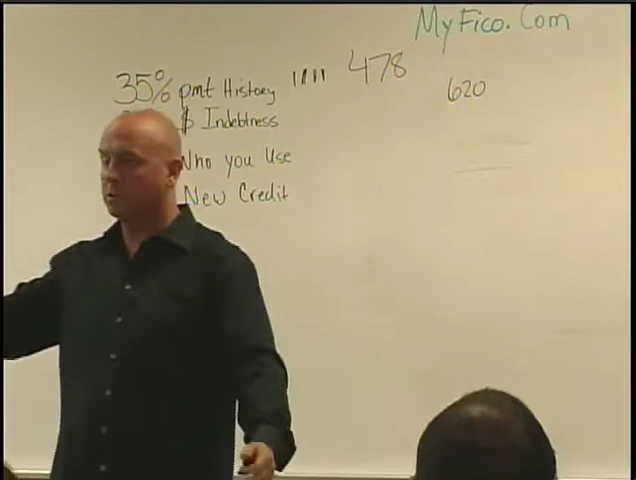 MyFico.Com
35% pmt History |||| 478
620
$ Indebtness
Who you Use
New Credit